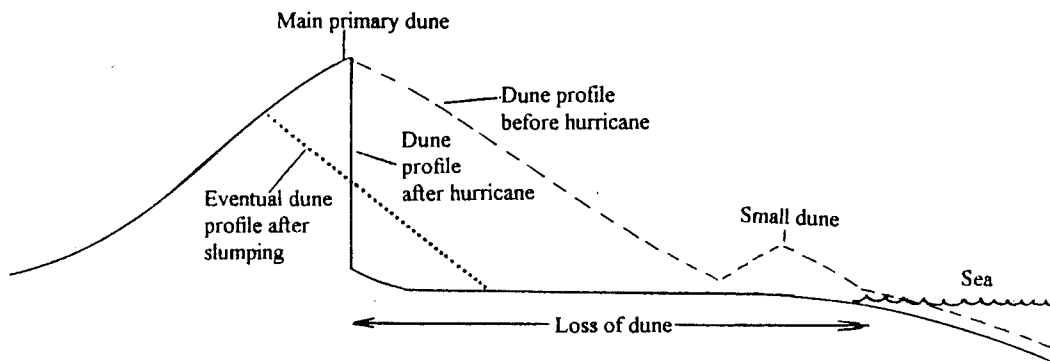 Main primary dune
Dune profile
before hurricane
Dune
profile
after hurricane
Eventual dune
profile after
slumping
Small dune
Sea
Loss of dune